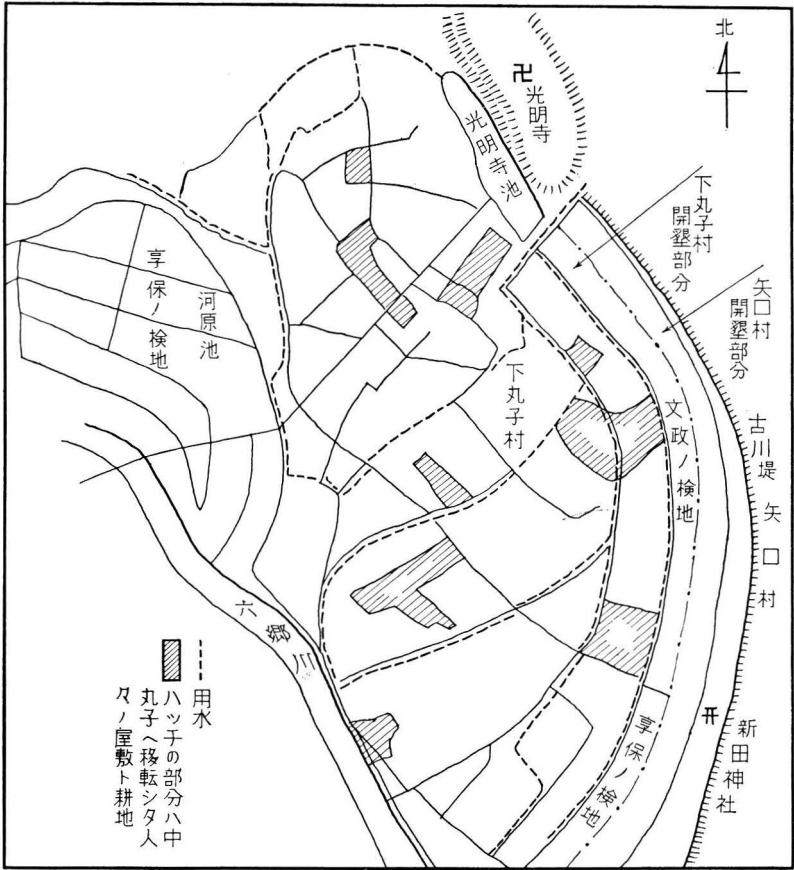 北
卍 光明寺
光明寺池
下丸子村
開墾部分
矢口村
開墾部分
享保ノ検地
河原池
下丸子村
文政ノ検地
古川堤
矢口村
六郷川
新田神社
享保ノ検地
用水
ハッチの部分ハ中
丸子ヘ移転シタ人
々ノ屋敷ト耕地